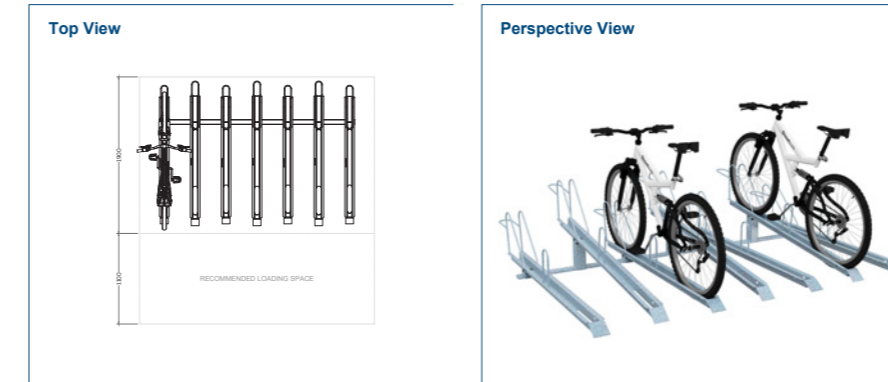 Top View
Perspective View
1900
1100
RECOMMENDED LOADING SPACE